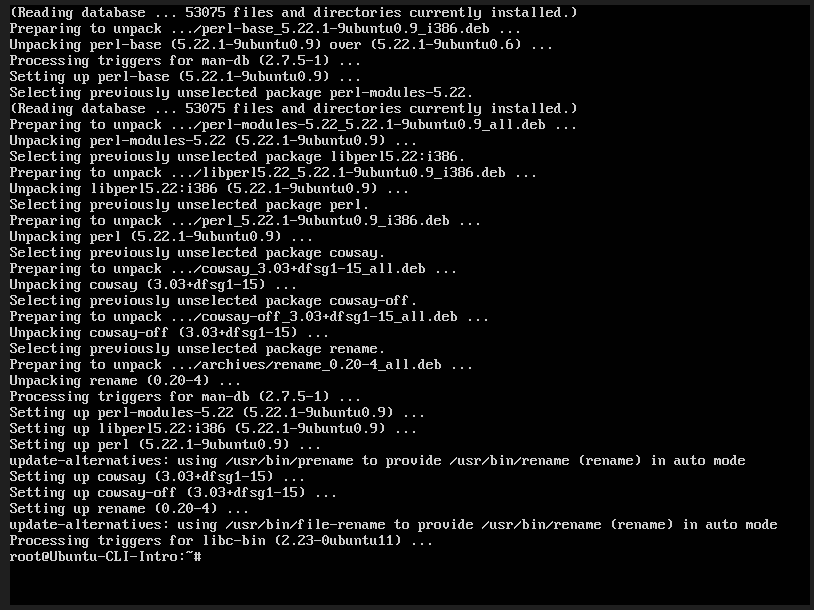 (Reading database ... 53075 files and directories currently installed.)
Preparing to unpack .../perl-base_5.22.1-9ubuntu0.9_i386.deb ...
Unpacking perl-base (5.22.1-9ubuntu0.9) over (5.22.1-9ubuntu0.6) ...
Processing triggers for man-db (2.7.5-1) ...
Setting up perl-base (5.22.1-9ubuntu0.9) ...
Selecting previously unselected package perl-modules-5.22.
(Reading database ... 53075 files and directories currently installed.)
Preparing to unpack .../perl-modules-5.22_5.22.1-9ubuntu0.9_all.deb ...
Unpacking perl-modules-5.22 (5.22.1-9ubuntu0.9) ...
Selecting previously unselected package libperl5.22:i386.
Preparing to unpack .../libperl5.22_5.22.1-9ubuntu0.9_i386.deb ...
Unpacking libperl5.22:i386 (5.22.1-9ubuntu0.9) ...
Selecting previously unselected package perl.
Preparing to unpack .../perl_5.22.1-9ubuntu0.9_i386.deb ...
Unpacking perl (5.22.1-9ubuntu0.9) ...
Selecting previously unselected package cowsay.
Preparing to unpack .../cowsay_3.03+dfsg1-15_all.deb ...
Unpacking cowsay (3.03+dfsg1-15) ...
Selecting previously unselected package cowsay-off.
Preparing to unpack .../cowsay-off_3.03+dfsg1-15_all.deb ...
Unpacking cowsay-off (3.03+dfsg1-15) ...
Selecting previously unselected package rename.
Preparing to unpack .../archives/rename_0.20-4_all.deb ...
Unpacking rename (0.20-4) ...
Processing triggers for man-db (2.7.5-1) ...
Setting up perl-modules-5.22 (5.22.1-9ubuntu0.9) ...
Setting up libperl5.22:i386 (5.22.1-9ubuntu0.9) ...
Setting up perl (5.22.1-9ubuntu0.9) ...
update-alternatives: using /usr/bin/prename to provide /usr/bin/rename (rename) in auto mode
Setting up cowsay (3.03+dfsg1-15) ...
Setting up cowsay-off (3.03+dfsg1-15) ...
Setting up rename (0.20-4) ...
update-alternatives: using /usr/bin/file-rename to provide /usr/bin/rename (rename) in auto mode
Processing triggers for libc-bin (2.23-0ubuntu11) ...
root@Ubuntu-CLI-Intro:~#